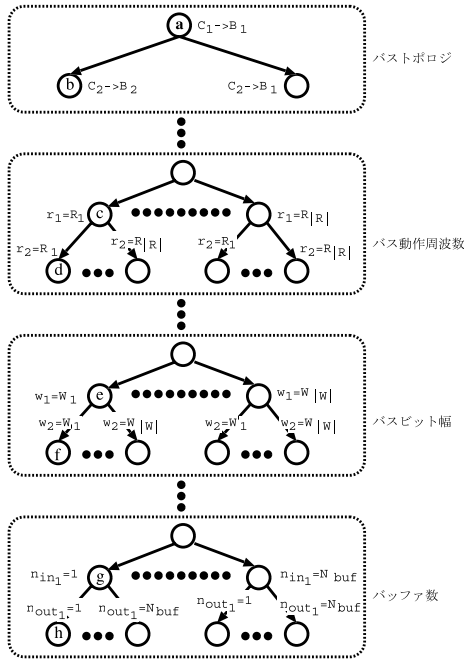 a C₁->B₁
b C₂->B₂ C₂->B₁
バストポロジ
r₁=R₁ c r₁=R|R|
r₂=R₁ r₂=R|R| r₂=R₁ r₂=R|R|
d
バス動作周波数
w₁=W₁ e w₁=W|W|
w₂=W₁ w₂=W|W| w₂=W₁ w₂=W|W|
f
バスビット幅
nin₁=1 g nin₁=Nbuf
nout₁=1 nout₁=Nbuf nout₁=1 nout₁=Nbuf
h
バッファ数